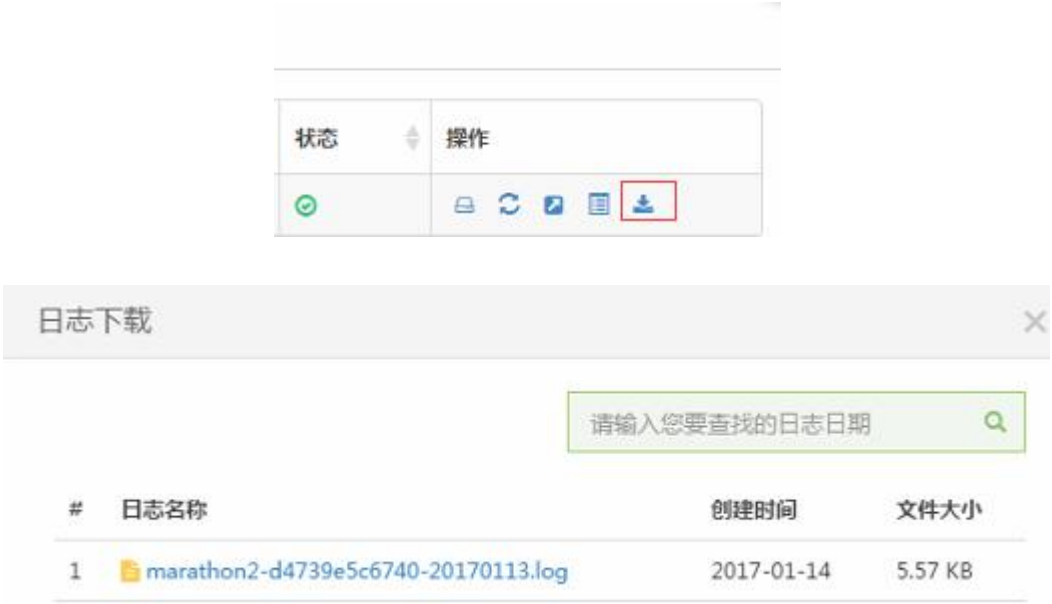 状态 操作
日志下载
请输入您要查找的日志日期
# 日志名称 创建时间 文件大小
1 marathon2-d4739e5c6740-20170113.log 2017-01-14 5.57 KB